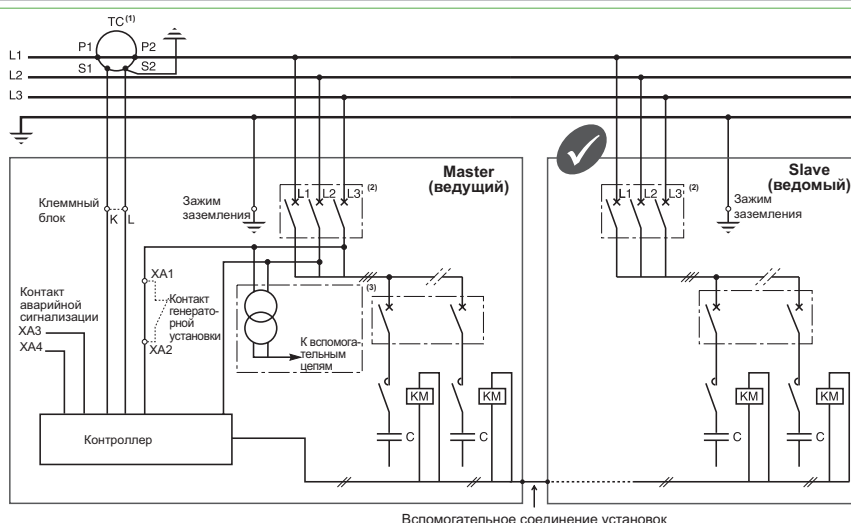 TC(1)
P1
P2
L1
S1
S2
L2
L3
Master
(ведущий)
Slave
(ведомый)
L1
L2
L3
(2)
L1
L2
L3
(2)
Клеммный
блок
K
L
Зажим
заземления
Зажим
заземления
XA1
(3)
Контакт
аварийной
сигнализации
XA3
XA4
Контакт
генерато-
рной
установки
XA2
К вспомога-
тельным
цепям
KM
KM
KM
KM
C
C
C
C
Контроллер
Вспомогательное соединение установок